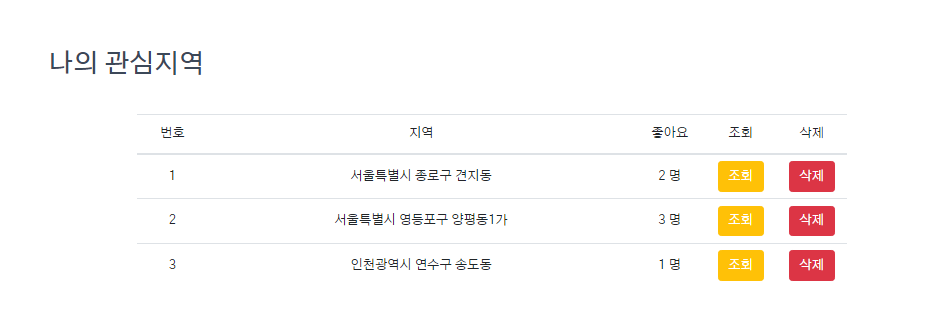 나의 관심지역
번호 지역 좋아요 조회 삭제
1 서울특별시 종로구 견지동 2 명 조회 삭제
2 서울특별시 영등포구 양평동1가 3 명 조회 삭제
3 인천광역시 연수구 송도동 1 명 조회 삭제